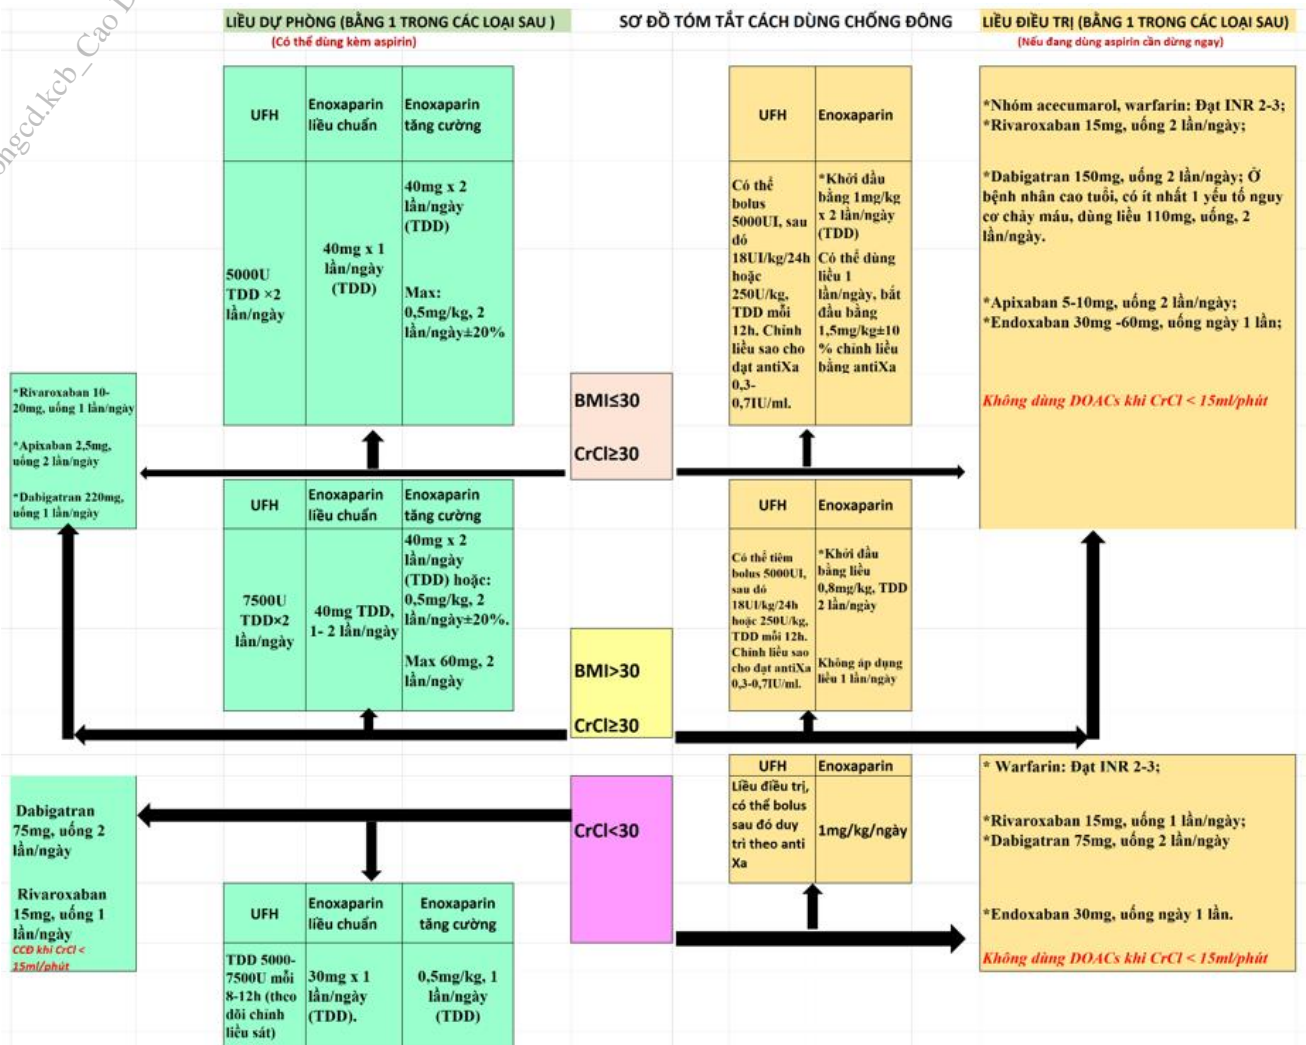 LIỀU DỰ PHÒNG (BẰNG 1 TRONG CÁC LOẠI SAU )
(Có thể dùng kèm aspirin)
SƠ ĐỒ TÓM TẮT CÁCH DÙNG CHỐNG ĐÔNG
LIỀU ĐIỀU TRỊ (BẰNG 1 TRONG CÁC LOẠI SAU)
(Nếu đang dùng aspirin cần dừng ngay)
UFH
Enoxaparin
liều chuẩn
Enoxaparin
tăng cường
5000U
TDD ×2
lần/ngày
40mg x 1
lần/ngày
(TDD)
40mg x 2
lần/ngày
(TDD)
Max:
0,5mg/kg, 2
lần/ngày±20%
UFH
Enoxaparin
Có thể
bolus
5000UI, sau
đó
18UI/kg/24h
hoặc
250U/kg,
TDD mỗi
12h. Chỉnh
liều sao cho
đạt antiXa
0,3-
0,7IU/ml.
*Khởi đầu
bằng 1mg/kg
x 2 lần/ngày
(TDD)
Có thể dùng
liều 1
lần/ngày, bắt
đầu bằng
1,5mg/kg±10
% chỉnh liều
bằng antiXa
*Nhóm acecumarol, warfarin: Đạt INR 2-3;
*Rivaroxaban 15mg, uống 2 lần/ngày;
*Dabigatran 150mg, uống 2 lần/ngày; Ở
bệnh nhân cao tuổi, có ít nhất 1 yếu tố nguy
cơ chảy máu, dùng liều 110mg, uống, 2
lần/ngày.
*Apixaban 5-10mg, uống 2 lần/ngày;
*Endoxaban 30mg -60mg, uống ngày 1 lần;
Không dùng DOACs khi CrCl < 15ml/phút
*Rivaroxaban 10-
20mg, uống 1 lần/ngày
*Apixaban 2,5mg,
uống 2 lần/ngày
*Dabigatran 220mg,
uống 1 lần/ngày
BMI≤30
CrCl≥30
UFH
Enoxaparin
liều chuẩn
Enoxaparin
tăng cường
7500U
TDD×2
lần/ngày
40mg TDD,
1- 2 lần/ngày
40mg x 2
lần/ngày
(TDD) hoặc:
0,5mg/kg, 2
lần/ngày±20%.
Max 60mg, 2
lần/ngày
BMI>30
CrCl≥30
UFH
Enoxaparin
Có thể tiêm
bolus 5000UI,
sau đó
18UI/kg/24h
hoặc 250U/kg,
TDD mỗi 12h.
Chỉnh liều sao
cho đạt antiXa
0,3-0,7IU/ml.
*Khởi đầu
bằng liều
0,8mg/kg, TDD
2 lần/ngày
Không áp dụng
liều 1 lần/ngày
Dabigatran
75mg, uống 2
lần/ngày
Rivaroxaban
15mg, uống 1
lần/ngày
CCĐ khi CrCl <
15ml/phút
CrCl<30
UFH
Enoxaparin
Liều điều trị,
có thể bolus
sau đó duy
trì theo anti
Xa
1mg/kg/ngày
* Warfarin: Đạt INR 2-3;
*Rivaroxaban 15mg, uống 1 lần/ngày;
*Dabigatran 75mg, uống 2 lần/ngày
*Endoxaban 30mg, uống ngày 1 lần.
Không dùng DOACs khi CrCl < 15ml/phút
UFH
Enoxaparin
liều chuẩn
Enoxaparin
tăng cường
TDD 5000-
7500U mỗi
8-12h (theo
dõi chỉnh
liều sát)
30mg x 1
lần/ngày
(TDD).
0,5mg/kg, 1
lần/ngày
(TDD)